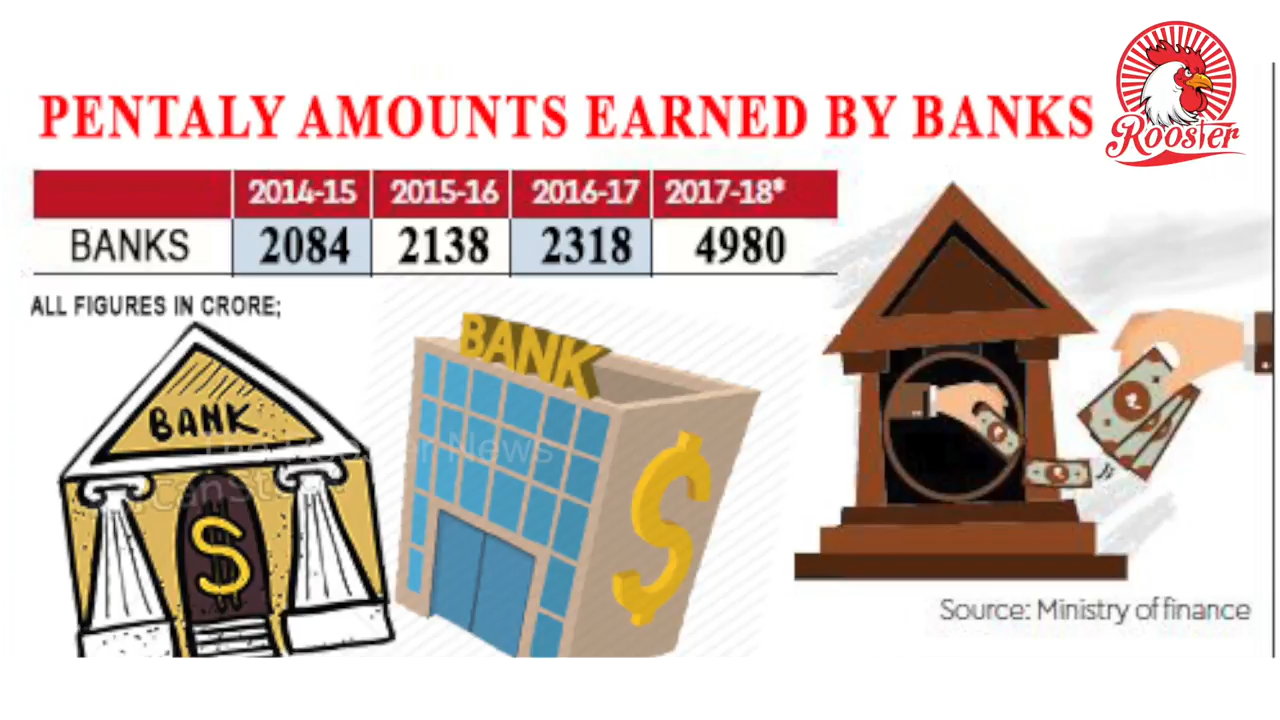 PENTALY AMOUNTS EARNED BY BANKS
Rooster
2014-15 2015-16 2016-17 2017-18*
BANKS 2084 2138 2318 4980
ALL FIGURES IN CRORE;
BANK
BANK
$
$
Source: Ministry of finance